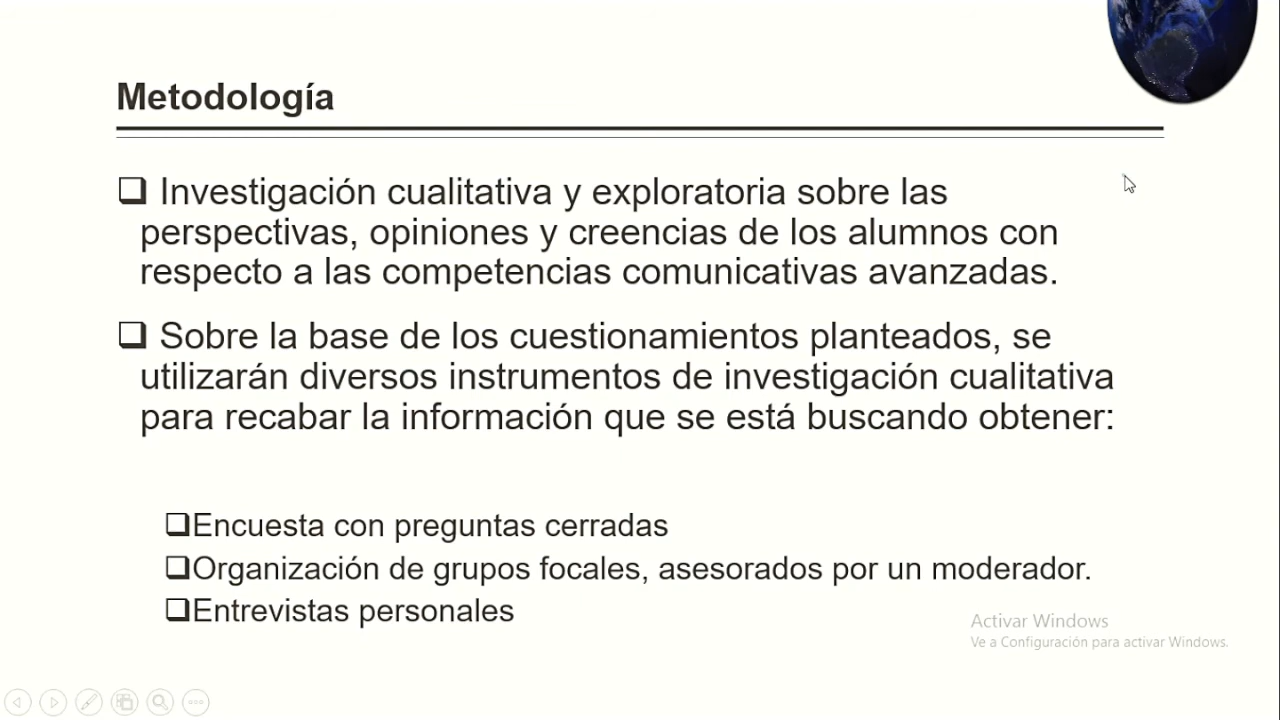 Metodología
❑ Investigación cualitativa y exploratoria sobre las
perspectivas, opiniones y creencias de los alumnos con
respecto a las competencias comunicativas avanzadas.
❑ Sobre la base de los cuestionamientos planteados, se
utilizarán diversos instrumentos de investigación cualitativa
para recabar la información que se está buscando obtener:
❑Encuesta con preguntas cerradas
❑Organización de grupos focales, asesorados por un moderador.
❑Entrevistas personales
Activar Windows
Ve a Configuración para activar Windows.